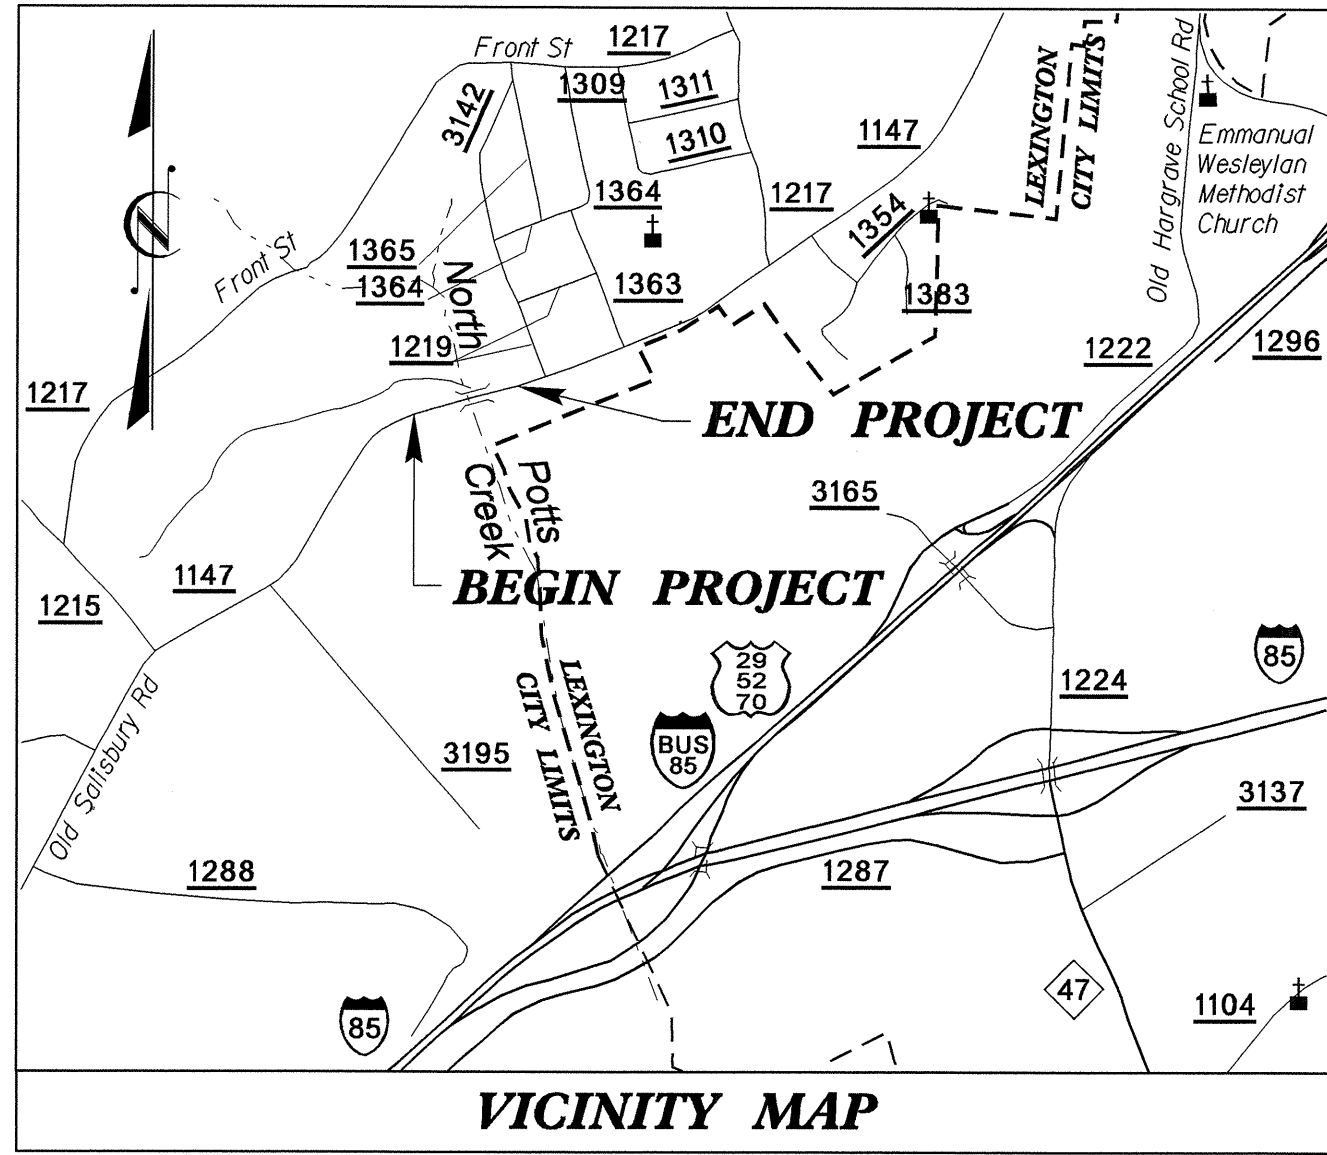 Front St
1217
1309
1311
3142
1310
1147
LEXINGTON
CITY LIMITS
Old Hargrave School Rd
Emmanual
Wesleylan
Methodist
Church
1364
1217
1354
N
Front St
1365
1364
North
1363
1383
1219
1222
1296
1217
END PROJECT
Potts
Creek
3165
1147
BEGIN PROJECT
1215
29
52
70
85
1224
LEXINGTON
CITY LIMITS
BUS
85
3195
Old Salisbury Rd
3137
1288
1287
47
1104
85
VICINITY MAP